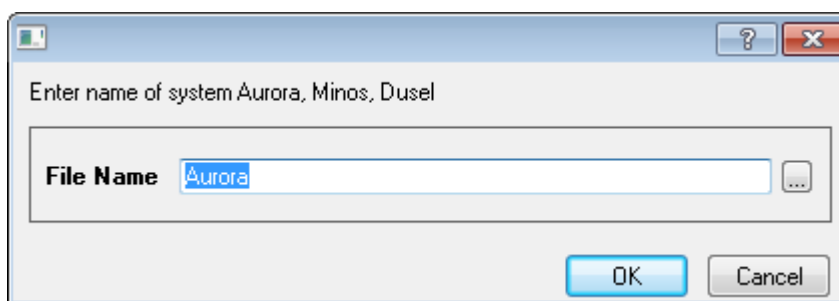 Enter name of system Aurora, Minos, Dusel
File Name Aurora ...
OK Cancel